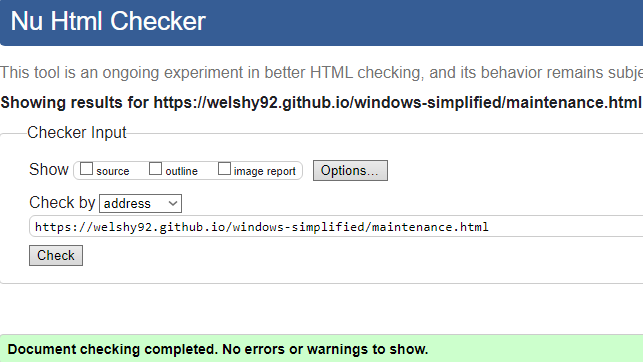 Nu Html Checker
This tool is an ongoing experiment in better HTML checking, and its behavior remains subje
Showing results for https://welshy92.github.io/windows-simplified/maintenance.html
Checker Input
Show source outline image report Options...
Check by address
https://welshy92.github.io/windows-simplified/maintenance.html
Check
Document checking completed. No errors or warnings to show.